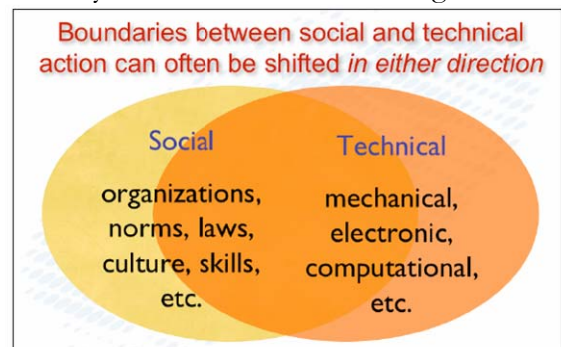 Boundaries between social and technical
action can often be shifted in either direction
Social
organizations,
norms, laws,
culture, skills,
etc.
Technical
mechanical,
electronic,
computational,
etc.